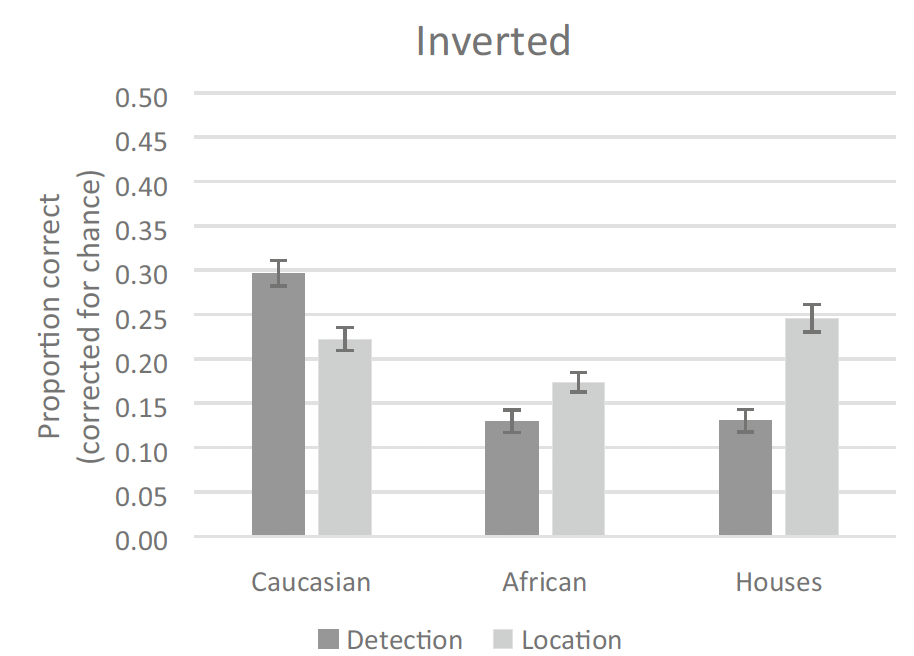 Inverted
Proportion correct
(corrected for chance)
0.50
0.45
0.40
0.35
0.30
0.25
0.20
0.15
0.10
0.05
0.00
Caucasian African Houses
Detection Location